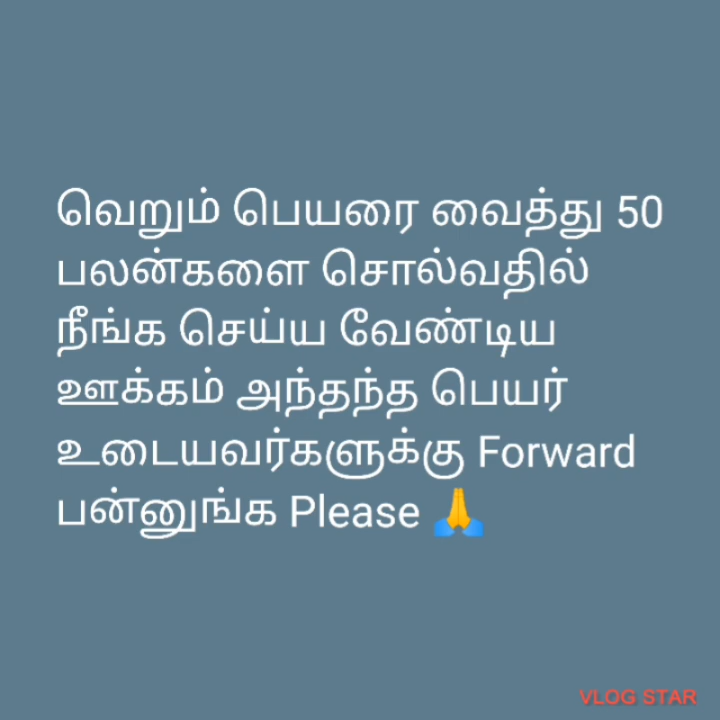 வெறும் பெயரை வைத்து 50
பலன்களை சொல்வதில்
நீங்க செய்ய வேண்டிய
ஊக்கம் அந்தந்த பெயர்
உடையவர்களுக்கு Forward
பன்னுங்க Please 🙏
VLOG STAR